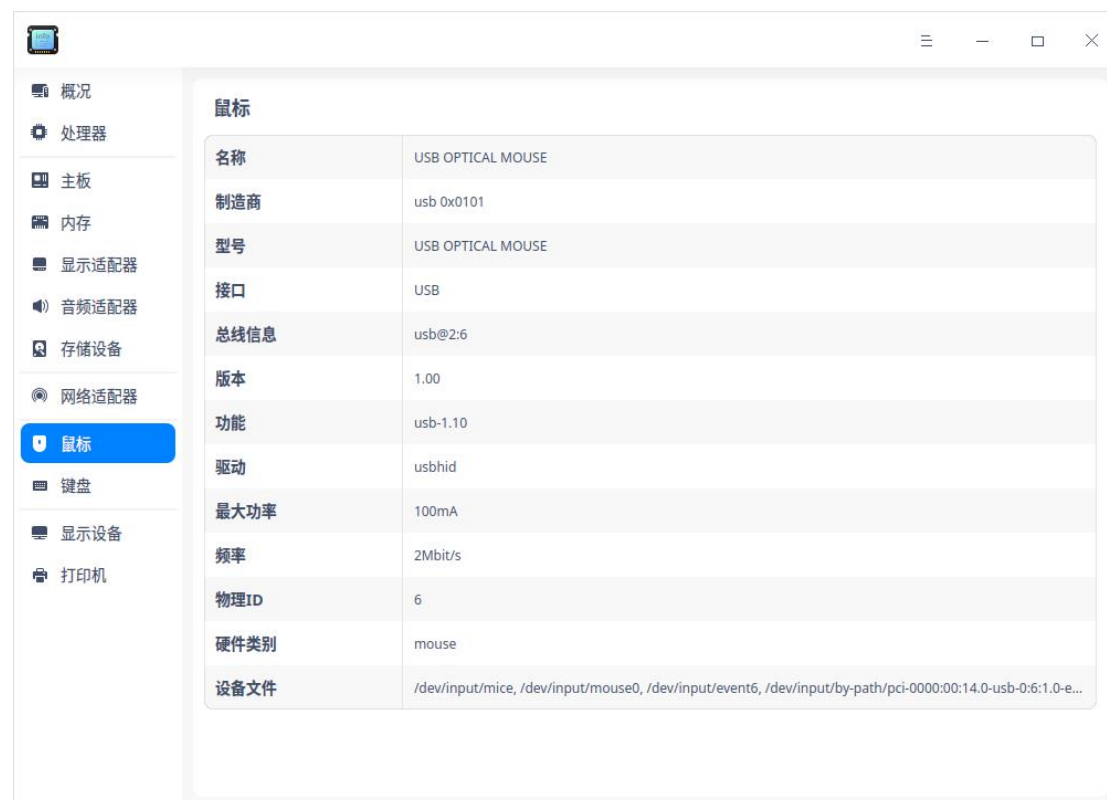 概况
处理器
主板
内存
显示适配器
音频适配器
存储设备
网络适配器
鼠标
键盘
显示设备
打印机
鼠标
名称 USB OPTICAL MOUSE
制造商 usb 0x0101
型号 USB OPTICAL MOUSE
接口 USB
总线信息 usb@2:6
版本 1.00
功能 usb-1.10
驱动 usbhid
最大功率 100mA
频率 2Mbit/s
物理ID 6
硬件类别 mouse
设备文件 /dev/input/mice, /dev/input/mouse0, /dev/input/event6, /dev/input/by-path/pci-0000:00:14.0-usb-0:6:1.0-e...